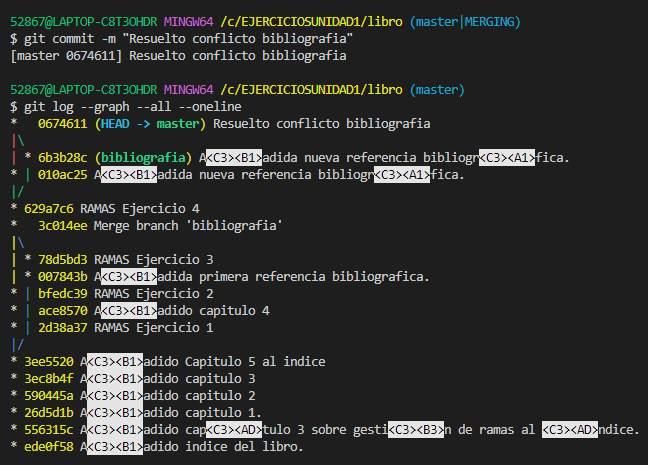 52867@LAPTOP-C8T3OHDR MINGW64 /c/EJERCICIOSUNIDAD1/libro (master|MERGING)
$ git commit -m "Resuelto conflicto bibliografia"
[master 0674611] Resuelto conflicto bibliografia
52867@LAPTOP-C8T3OHDR MINGW64 /c/EJERCICIOSUNIDAD1/libro (master)
$ git log --graph --all --oneline
*   0674611 (HEAD -> master) Resuelto conflicto bibliografia
|\
| * 6b3b28c (bibliografia) A<C3><B1>adida nueva referencia bibliogr<C3><A1>fica.
* | 010ac25 A<C3><B1>adida nueva referencia bibliogr<C3><A1>fica.
|/
* 629a7c6 RAMAS Ejercicio 4
*   3c014ee Merge branch 'bibliografia'
|\
| * 78d5bd3 RAMAS Ejercicio 3
| * 007843b A<C3><B1>adida primera referencia bibliografica.
* | bfedc39 RAMAS Ejercicio 2
* | ace8570 A<C3><B1>adido capitulo 4
* | 2d38a37 RAMAS Ejercicio 1
|/
* 3ee5520 A<C3><B1>adido Capitulo 5 al indice
* 3ec8b4f A<C3><B1>adido capitulo 3
* 590445a A<C3><B1>adido capitulo 2
* 26d5d1b A<C3><B1>adido capitulo 1.
* 556315c A<C3><B1>adido cap<C3><AD>tulo 3 sobre gesti<C3><B3>n de ramas al <C3><AD>ndice.
* ede0f58 A<C3><B1>adido indice del libro.